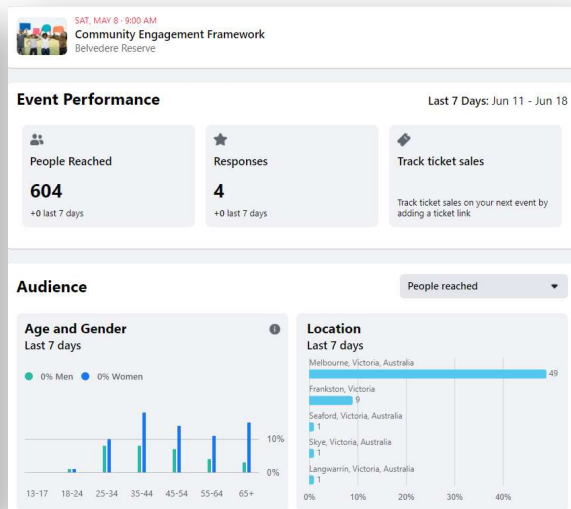 SAT, MAY 8 · 9:00 AM
Community Engagement Framework
Belvedere Reserve
Event Performance
Last 7 Days: Jun 11 - Jun 18
People Reached
604
+0 last 7 days
Responses
4
+0 last 7 days
Track ticket sales
Track ticket sales on your next event by
adding a ticket link
Audience
People reached
Age and Gender
Last 7 days
0% Men 0% Women
10%
0%
13-17 18-24 25-34 35-44 45-54 55-64 65+
Location
Last 7 days
Melbourne, Victoria, Australia
49
Frankston, Victoria
9
Seaford, Victoria, Australia
1
Skye, Victoria, Australia
1
Langwarrin, Victoria, Australia
1
0% 10% 20% 30% 40%